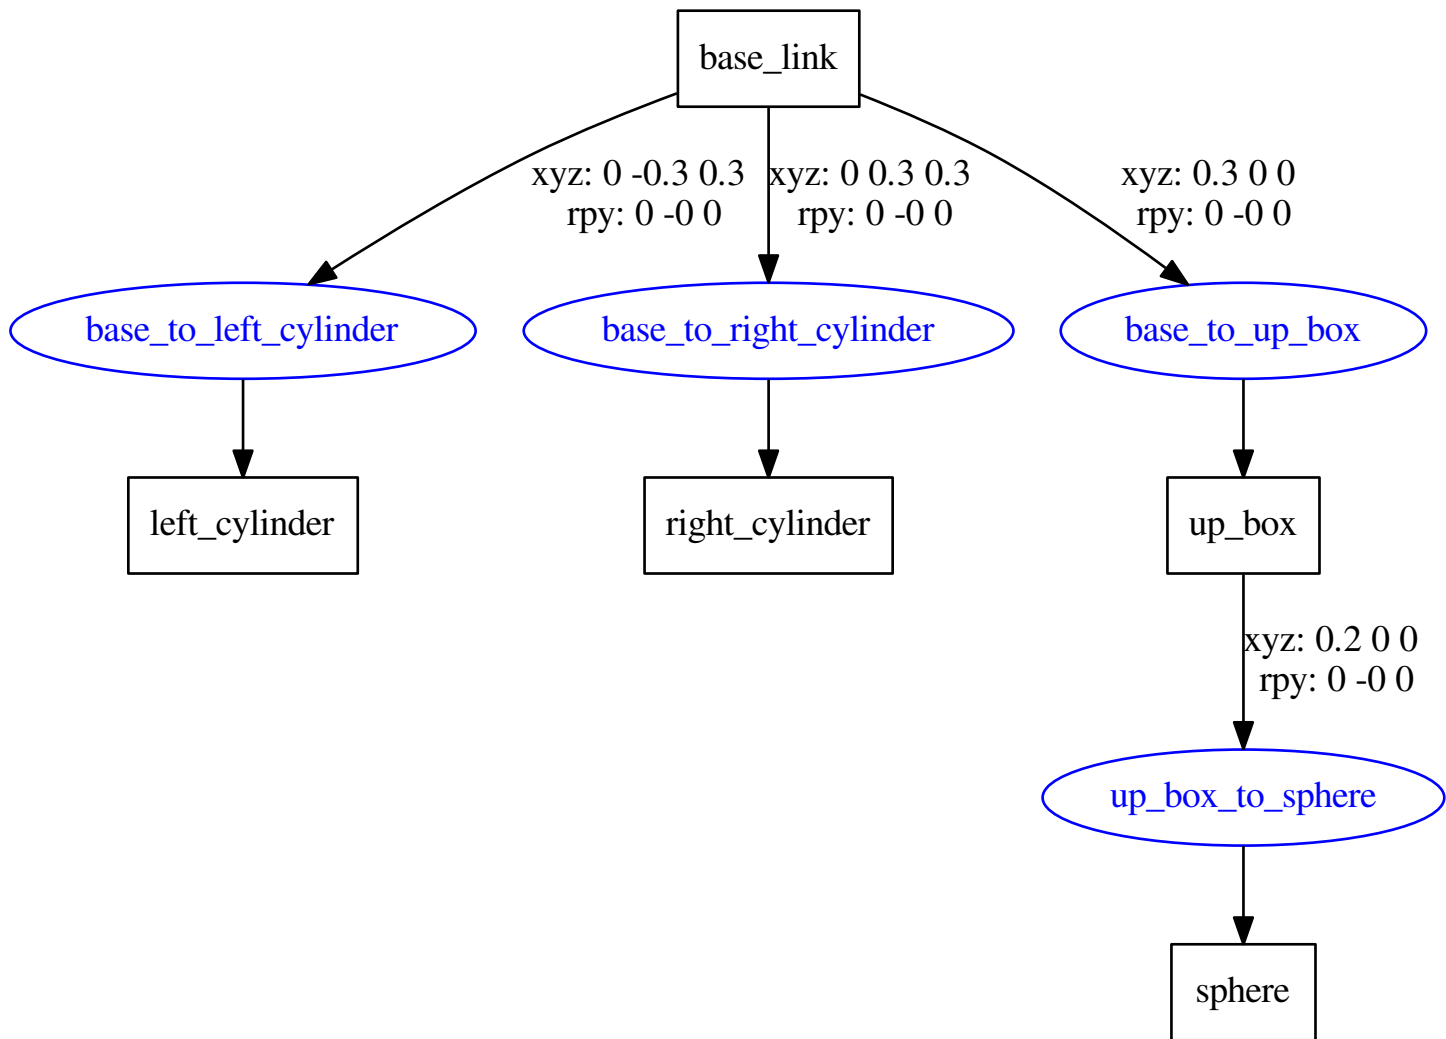 base_link
xyz: 0 -0.3 0.3
rpy: 0 -0 0
xyz: 0 0.3 0.3
rpy: 0 -0 0
xyz: 0.3 0 0
rpy: 0 -0 0
base_to_left_cylinder
base_to_right_cylinder
base_to_up_box
left_cylinder
right_cylinder
up_box
xyz: 0.2 0 0
rpy: 0 -0 0
up_box_to_sphere
sphere